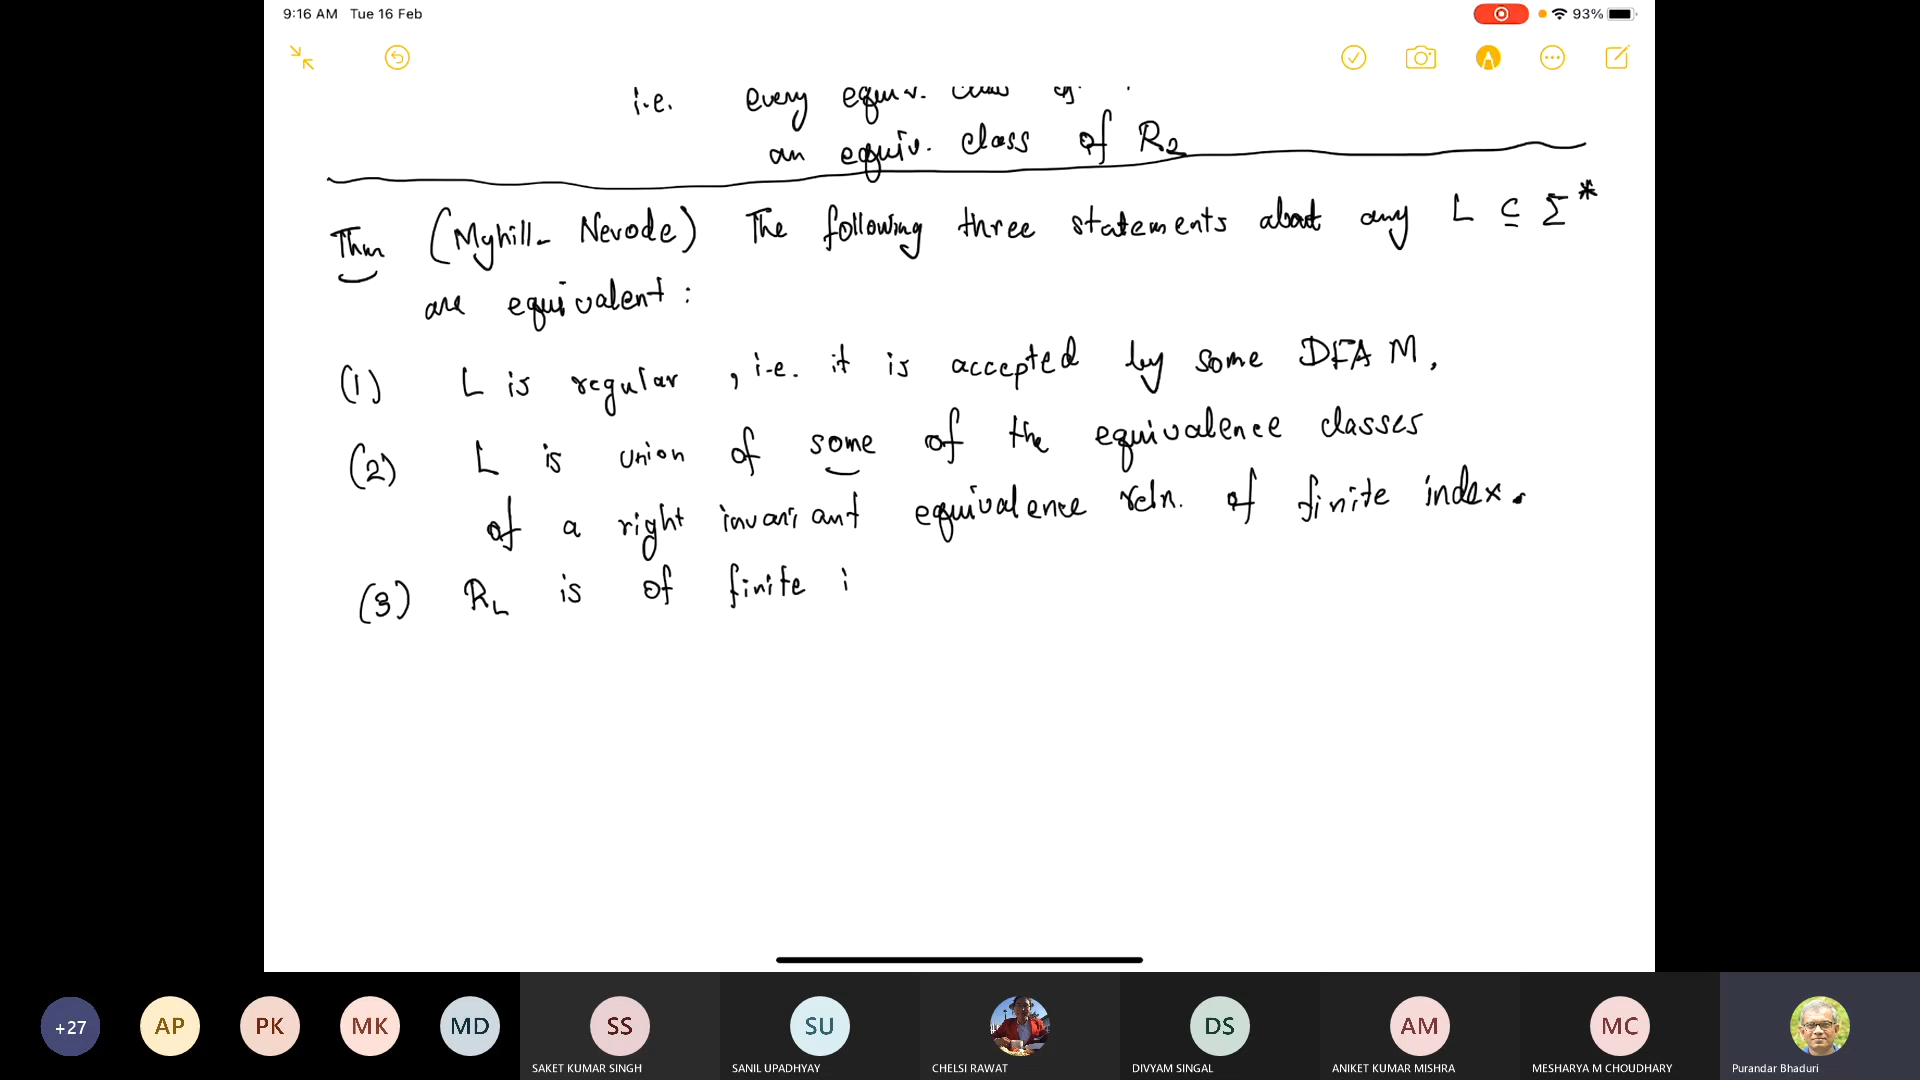 9:16 AM Tue 16 Feb
93%
i.e. every equiv.
an equiv. class of R₂
Thm (Myhill- Nerode) The following three statements about any L ⊆ Σ*
are equivalent :
(1) L is regular , i.e. it is accepted by some DFA M.
(2) L is union of some of the equivalence classes
of a right invariant equivalence reln. of finite index.
(3) R_L is of finite i
+27 AP PK MK MD SS SU DS AM MC
SAKET KUMAR SINGH SANIL UPADHYAY CHELSI RAWAT DIVYAM SINGAL ANIKET KUMAR MISHRA MESHARYA M CHOUDHARY Purandar Bhaduri